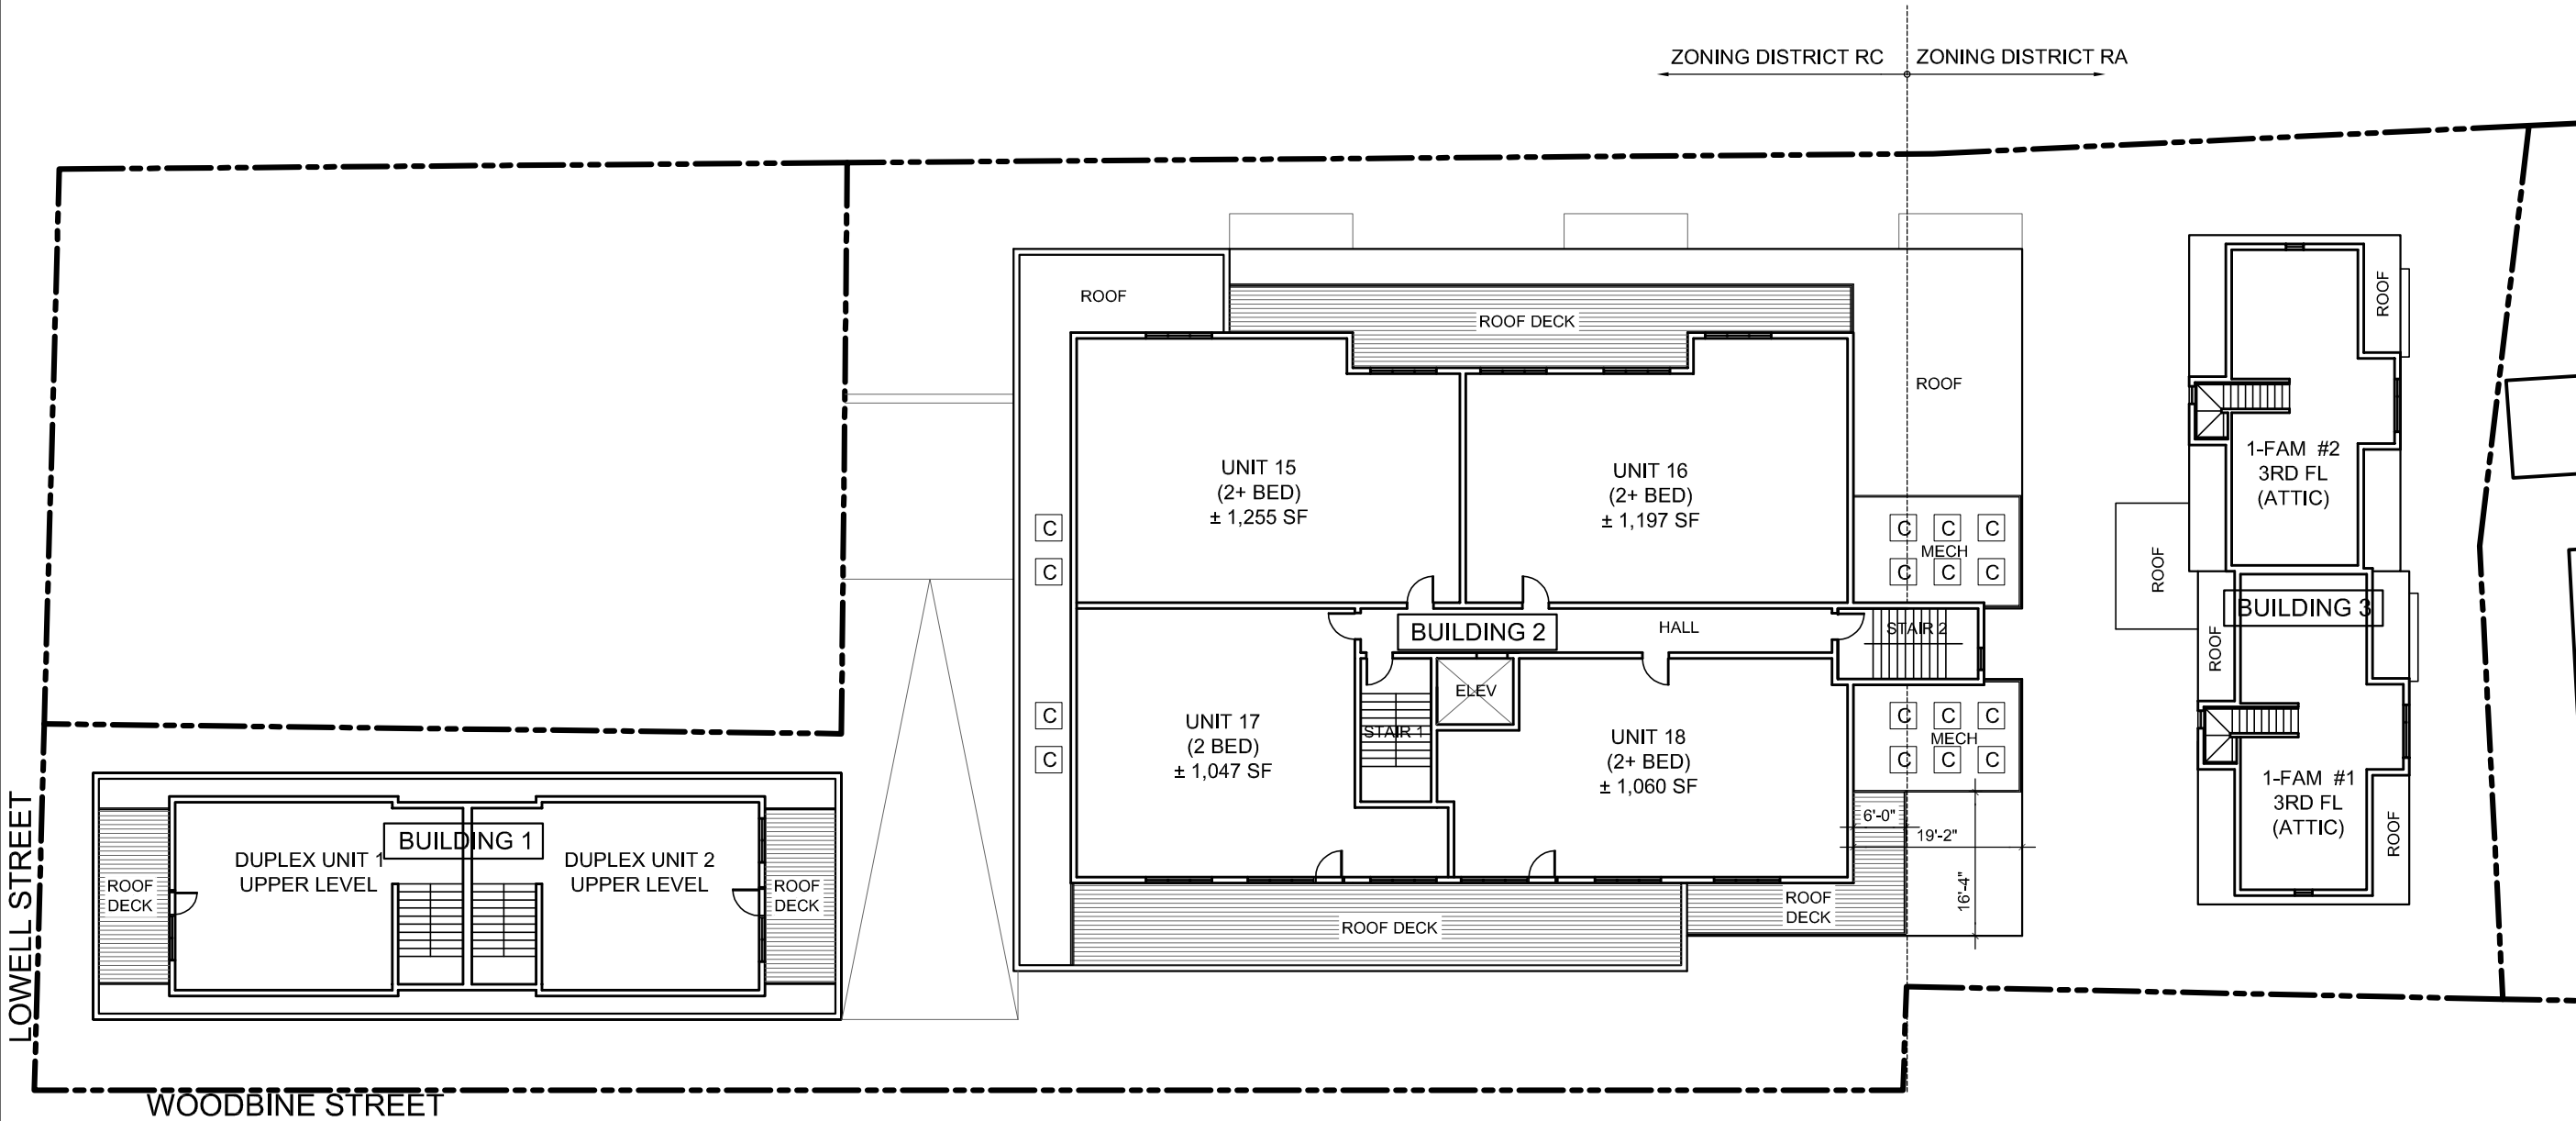 ZONING DISTRICT RC
ZONING DISTRICT RA
ROOF
ROOF DECK
ROOF
ROOF
UNIT 15
(2+ BED)
± 1,255 SF
UNIT 16
(2+ BED)
± 1,197 SF
1-FAM #2
3RD FL
(ATTIC)
C
C
C C C
MECH
C C C
ROOF
BUILDING 2
HALL
STAIR 2
BUILDING 3
ROOF
ELEV
STAIR 1
UNIT 17
(2 BED)
± 1,047 SF
UNIT 18
(2+ BED)
± 1,060 SF
C
C
C C C
MECH
C C C
1-FAM #1
3RD FL
(ATTIC)
ROOF
6'-0"
19'-2"
16'-4"
LOWELL STREET
BUILDING 1
DUPLEX UNIT 1
UPPER LEVEL
DUPLEX UNIT 2
UPPER LEVEL
ROOF
DECK
ROOF
DECK
ROOF DECK
ROOF
DECK
WOODBINE STREET